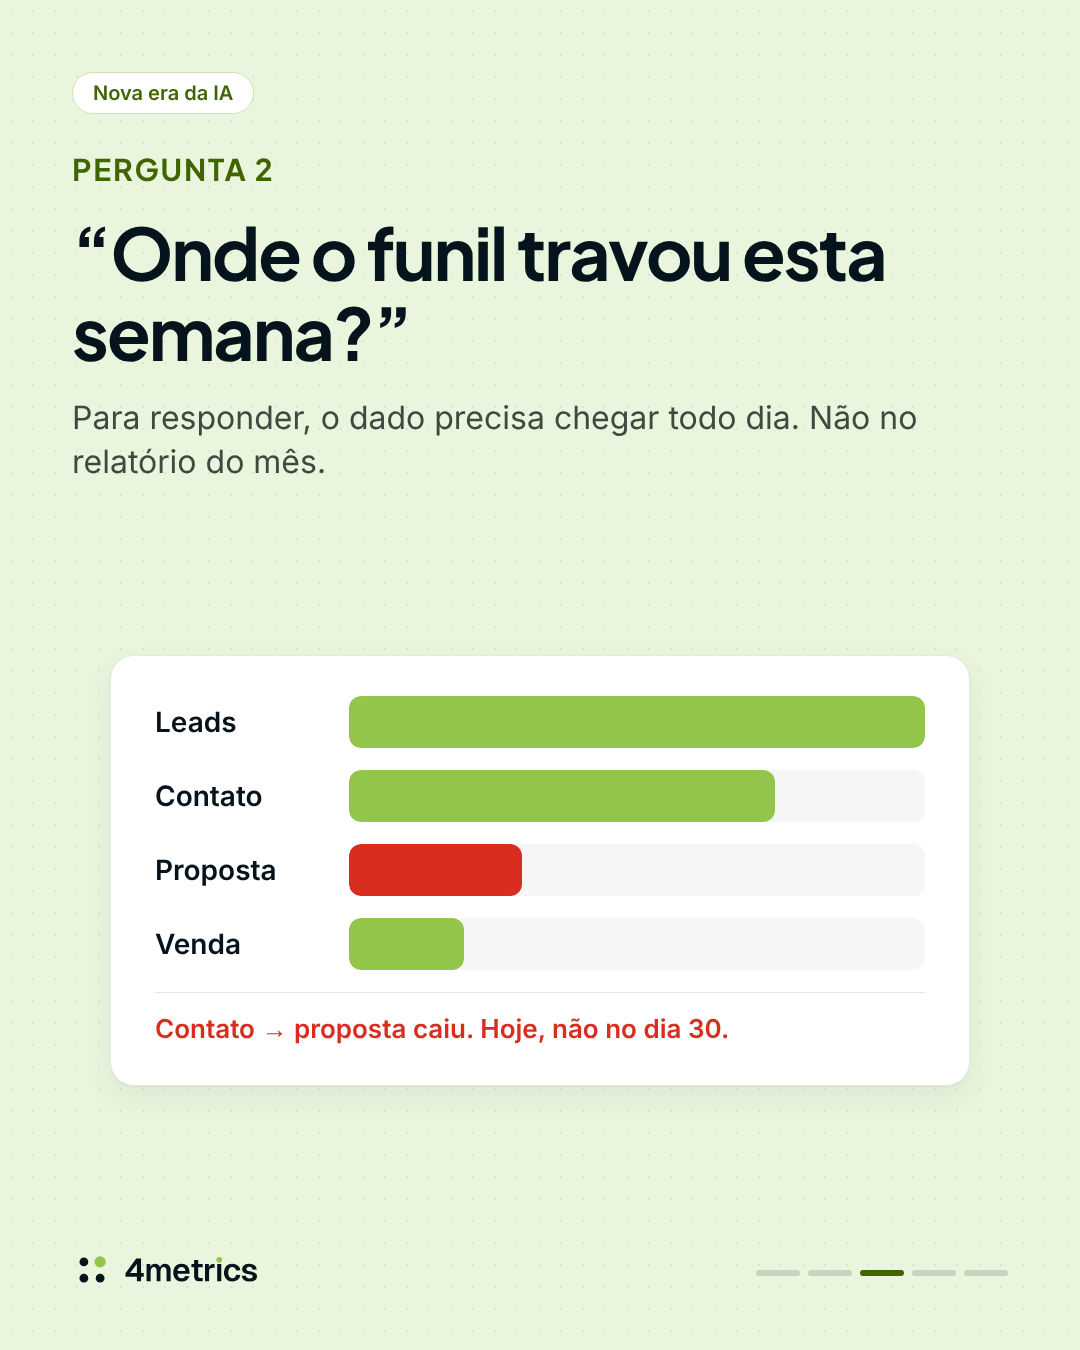 Nova era da IA
PERGUNTA 2
“Onde o funil travou esta
semana?”
Para responder, o dado precisa chegar todo dia. Não no
relatório do mês.
Leads
Contato
Proposta
Venda
Contato → proposta caiu. Hoje, não no dia 30.
4metrics